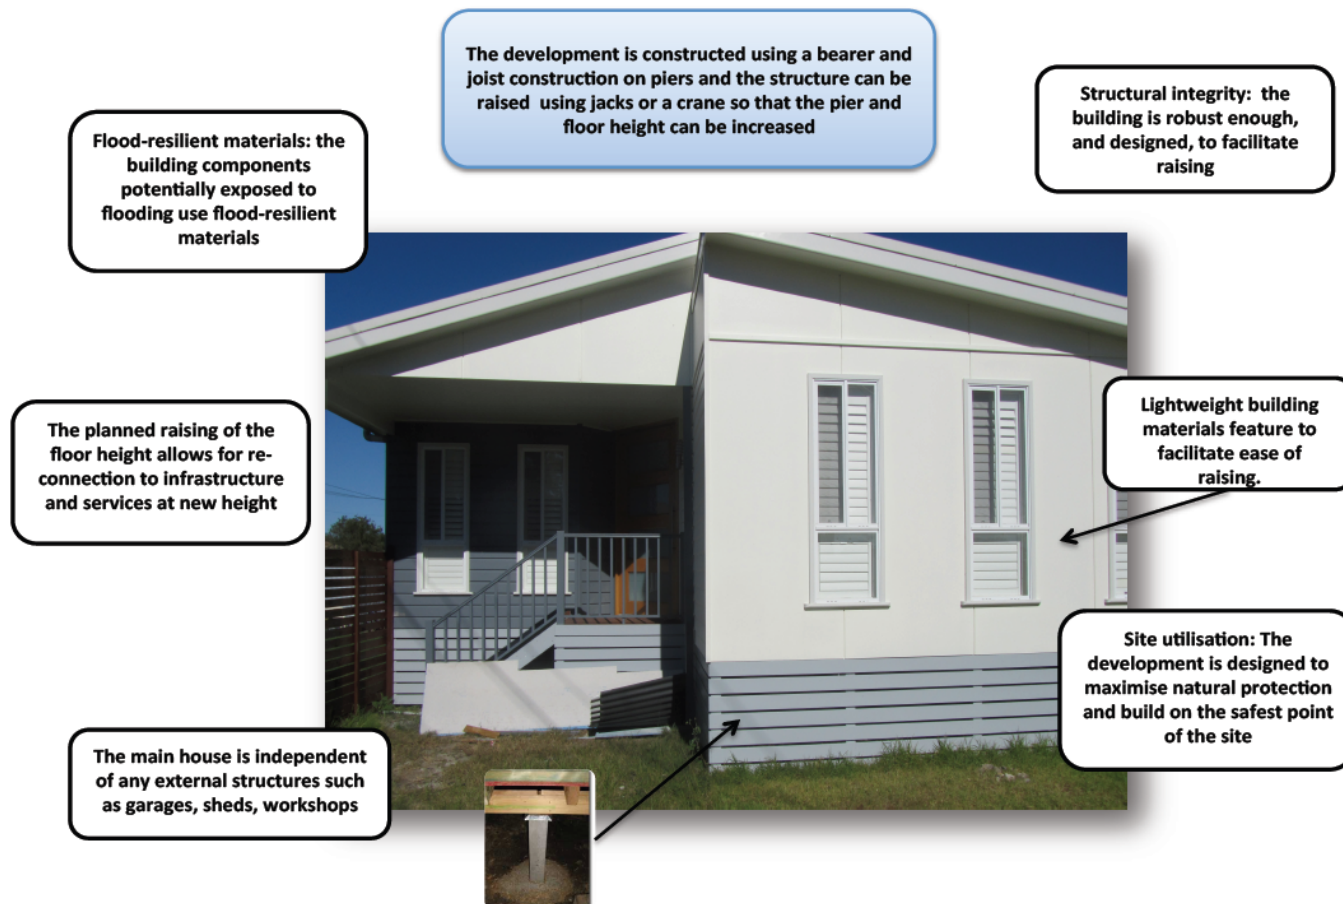 The development is constructed using a bearer and
joist construction on piers and the structure can be
raised using jacks or a crane so that the pier and
floor height can be increased
Structural integrity: the
building is robust enough,
and designed, to facilitate
raising
Flood-resilient materials: the
building components
potentially exposed to
flooding use flood-resilient
materials
Lightweight building
materials feature to
facilitate ease of
raising.
The planned raising of the
floor height allows for re-
connection to infrastructure
and services at new height
Site utilisation: The
development is designed to
maximise natural protection
and build on the safest point
of the site
The main house is independent
of any external structures such
as garages, sheds, workshops